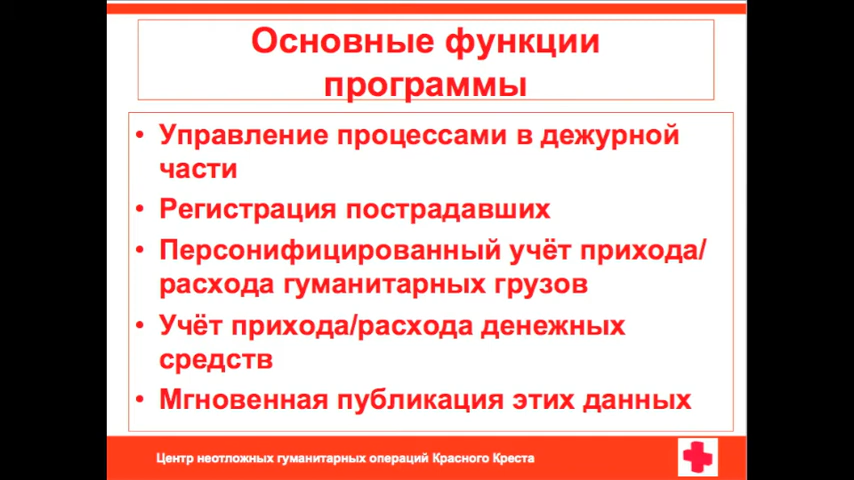 Основные функции
программы
• Управление процессами в дежурной
части
• Регистрация пострадавших
• Персонифицированный учёт прихода/
расхода гуманитарных грузов
• Учёт прихода/расхода денежных
средств
• Мгновенная публикация этих данных
Центр неотложных гуманитарных операций Красного Креста